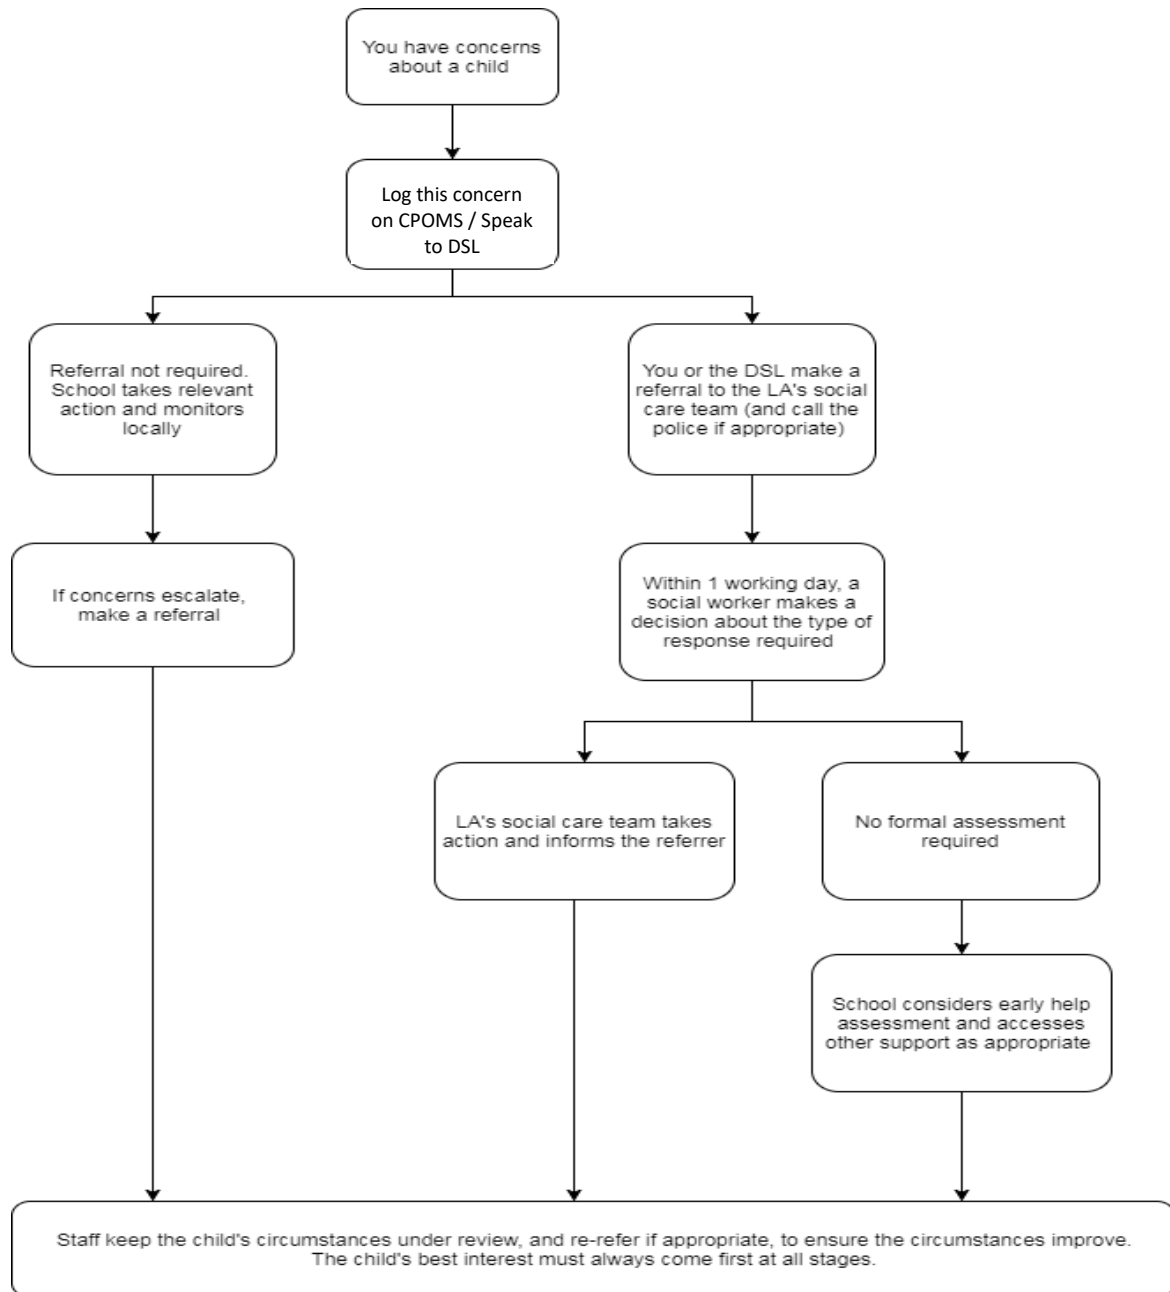 You have concerns
about a child
Log this concern
on CPOMS / Speak
to DSL
Referral not required.
School takes relevant
action and monitors
locally
You or the DSL make a
referral to the LA's social
care team (and call the
police if appropriate)
If concerns escalate,
make a referral
Within 1 working day, a
social worker makes a
decision about the type of
response required
LA's social care team takes
action and informs the referrer
No formal assessment
required
School considers early help
assessment and accesses
other support as appropriate
Staff keep the child's circumstances under review, and re-refer if appropriate, to ensure the circumstances improve.
The child's best interest must always come first at all stages.